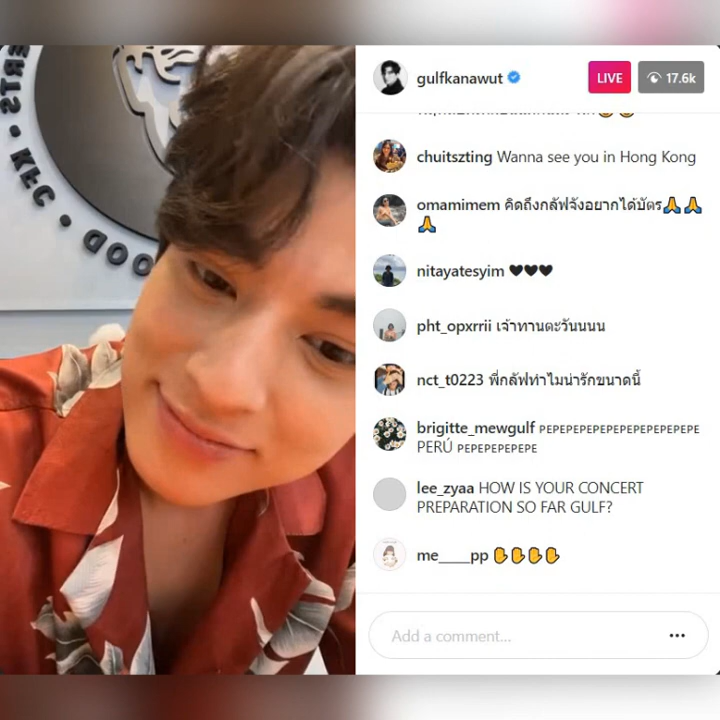 gulfkanawut
LIVE
17.6k
chuitszting Wanna see you in Hong Kong
omamimem คิดถึงกลัฟจังอยากได้บัตร🙏🙏
🙏
nitayatesyim 🖤🖤🖤
pht_opxrrii เจ้าทานตะวันนนน
nct_t0223 พี่กลัฟทำไมน่ารักขนาดนี้
brigitte_mewgulf ᴘᴇᴘᴇᴘᴇᴘᴇᴘᴇᴘᴇᴘᴇᴘᴇᴘᴇᴘᴇᴘᴇᴘᴇ
PERÚ ᴘᴇᴘᴇᴘᴇᴘᴇᴘᴇᴘᴇ
lee_zyaa HOW IS YOUR CONCERT
PREPARATION SO FAR GULF?
me____pp ✋✋✋✋
Add a comment...